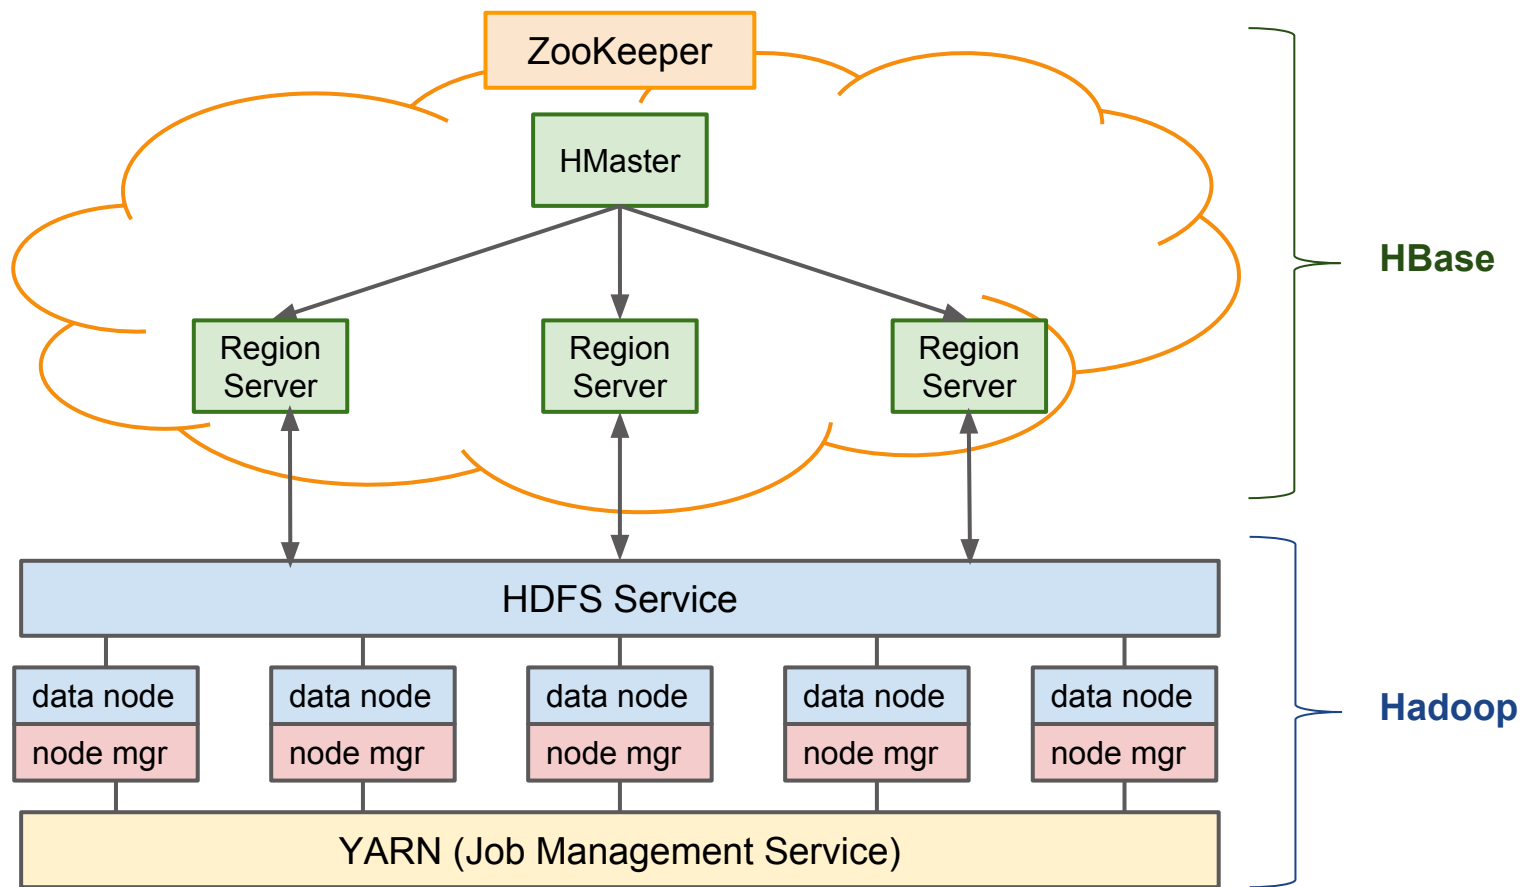 ZooKeeper
HMaster
HBase
Region
Server
Region
Server
Region
Server
HDFS Service
data node
data node
data node
data node
data node
Hadoop
node mgr
node mgr
node mgr
node mgr
node mgr
YARN (Job Management Service)